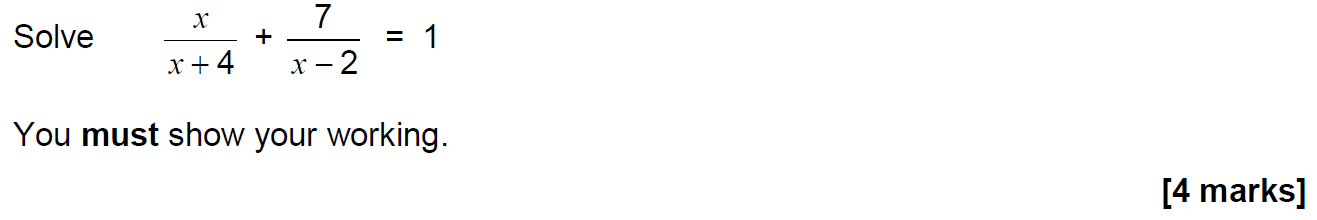 Solve x/(x + 4) + 7/(x – 2) = 1
You must show your working.
[4 marks]